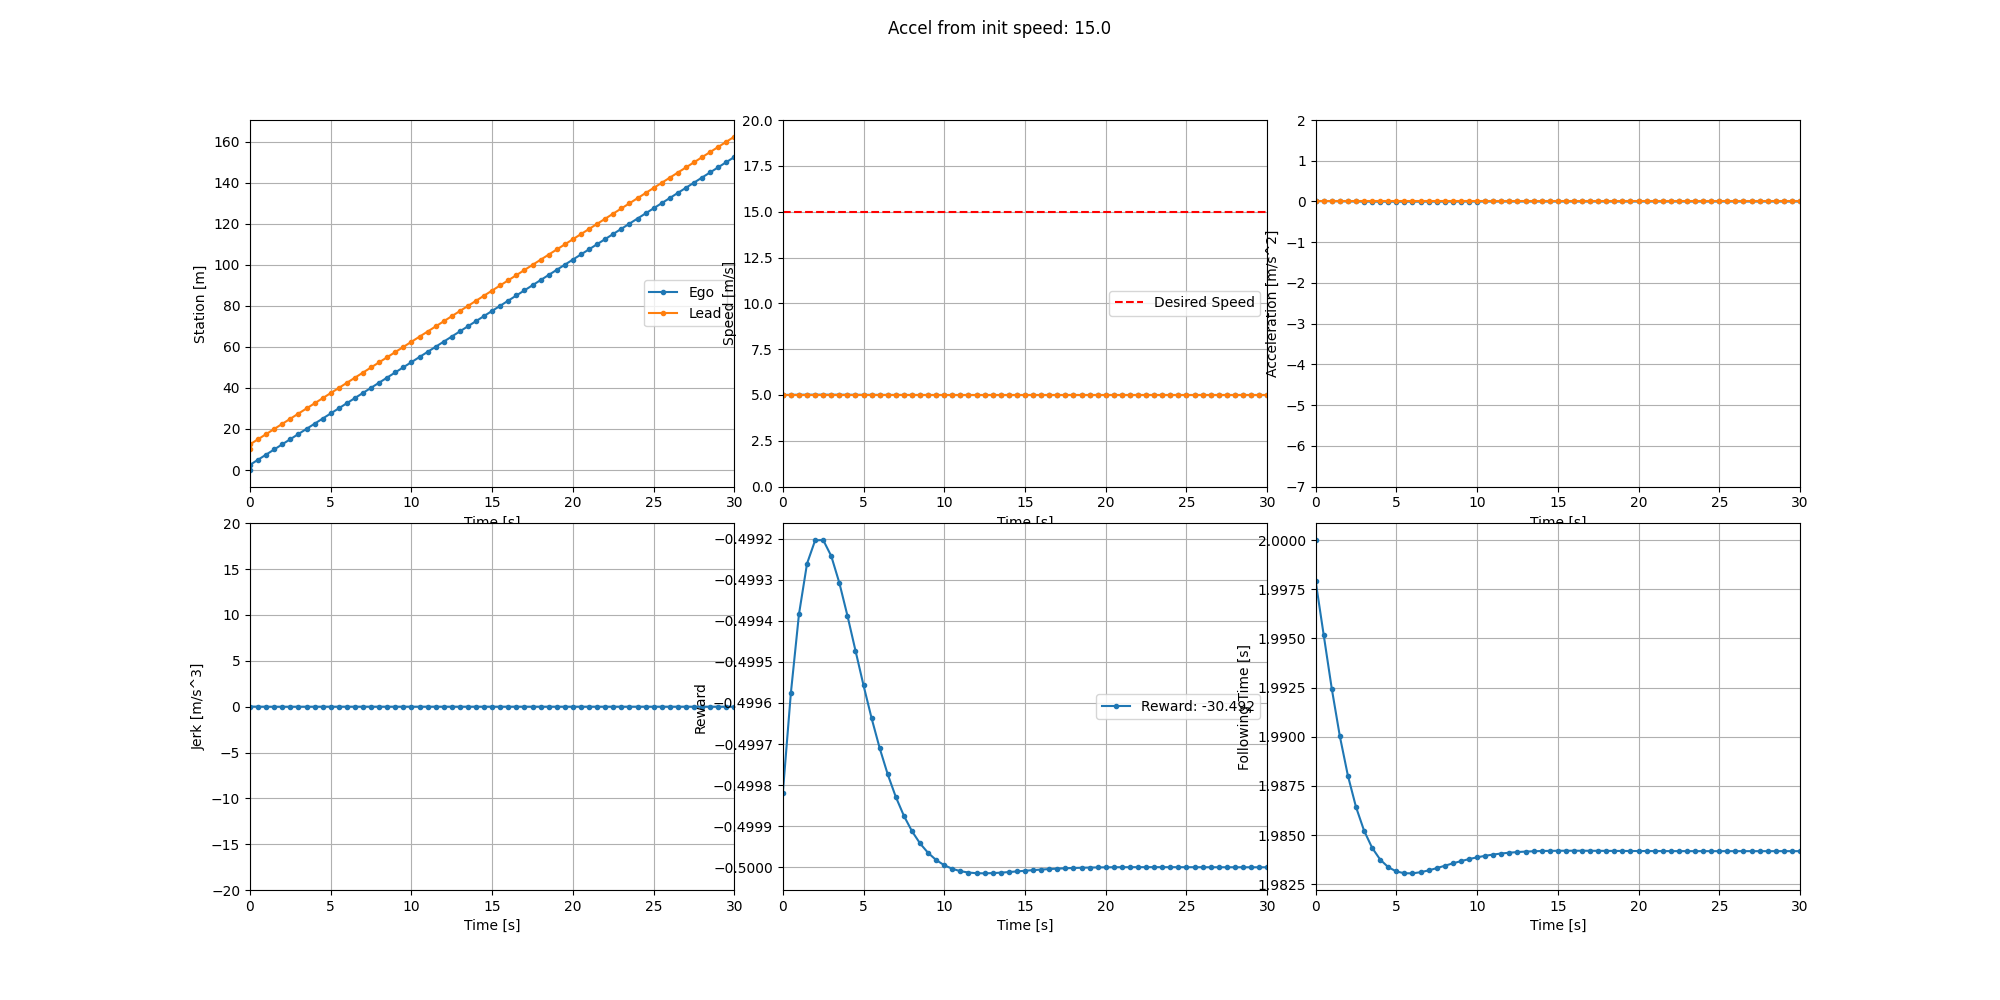 Accel from init speed: 15.0
160
140
120
100
80
60
40
20
0
Station [m]
0 5 10 15 20 25 30
Time [s]
Ego
Lead
20.0
17.5
15.0
12.5
10.0
7.5
5.0
2.5
0.0
Speed [m/s]
0 5 10 15 20 25 30
Time [s]
Desired Speed
2
1
0
−1
−2
−3
−4
−5
−6
−7
Acceleration [m/s^2]
0 5 10 15 20 25 30
Time [s]
20
15
10
5
0
−5
−10
−15
−20
Jerk [m/s^3]
0 5 10 15 20 25 30
Time [s]
−0.4992
−0.4993
−0.4994
−0.4995
−0.4996
−0.4997
−0.4998
−0.4999
−0.5000
Reward
0 5 10 15 20 25 30
Time [s]
Reward: -30.492
2.0000
1.9975
1.9950
1.9925
1.9900
1.9875
1.9850
1.9825
Following Time [s]
0 5 10 15 20 25 30
Time [s]